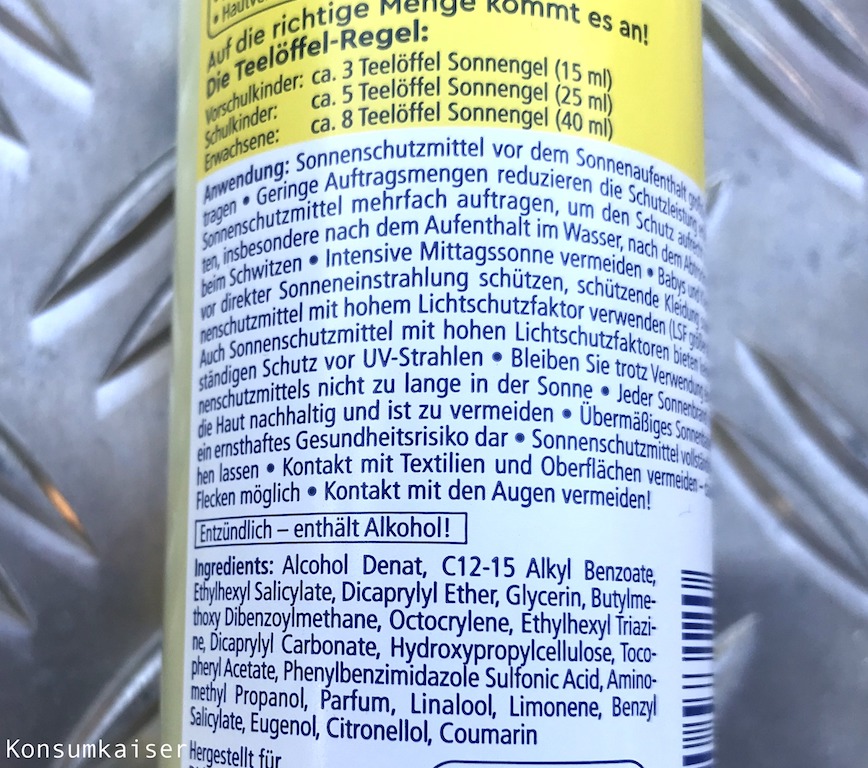 • Hautve
Auf die richtige Menge kommt es an!
Die Teelöffel-Regel:
Vorschulkinder: ca. 3 Teelöffel Sonnengel (15 ml)
Schulkinder: ca. 5 Teelöffel Sonnengel (25 ml)
Erwachsene: ca. 8 Teelöffel Sonnengel (40 ml)
Anwendung: Sonnenschutzmittel vor dem Sonnenaufenthalt
tragen • Geringe Auftragsmengen reduzieren die Schutzleistung
Sonnenschutzmittel mehrfach auftragen, um den Schutz
ten, insbesondere nach dem Aufenthalt im Wasser, nach dem
beim Schwitzen • Intensive Mittagssonne vermeiden • Babys
vor direkter Sonneneinstrahlung schützen, schützende Kleidung
nenschutzmittel mit hohem Lichtschutzfaktor verwenden (LSF
Auch Sonnenschutzmittel mit hohen Lichtschutzfaktoren bieten
ständigen Schutz vor UV-Strahlen • Bleiben Sie trotz Verwendung
nenschutzmittels nicht zu lange in der Sonne • Jeder
die Haut nachhaltig und ist zu vermeiden • Übermäßiges
ein ernsthaftes Gesundheitsrisiko dar • Sonnenschutzmittel
hen lassen • Kontakt mit Textilien und Oberflächen vermeiden –
Flecken möglich • Kontakt mit den Augen vermeiden!
Entzündlich – enthält Alkohol!
Ingredients: Alcohol Denat, C12-15 Alkyl Benzoate,
Ethylhexyl Salicylate, Dicaprylyl Ether, Glycerin, Butylme-
thoxy Dibenzoylmethane, Octocrylene, Ethylhexyl Triazi-
ne, Dicaprylyl Carbonate, Hydroxypropylcellulose, Toco-
pheryl Acetate, Phenylbenzimidazole Sulfonic Acid, Amino-
methyl Propanol, Parfum, Linalool, Limonene, Benzyl
Salicylate, Eugenol, Citronellol, Coumarin
Hergestellt für
Konsumkaiser